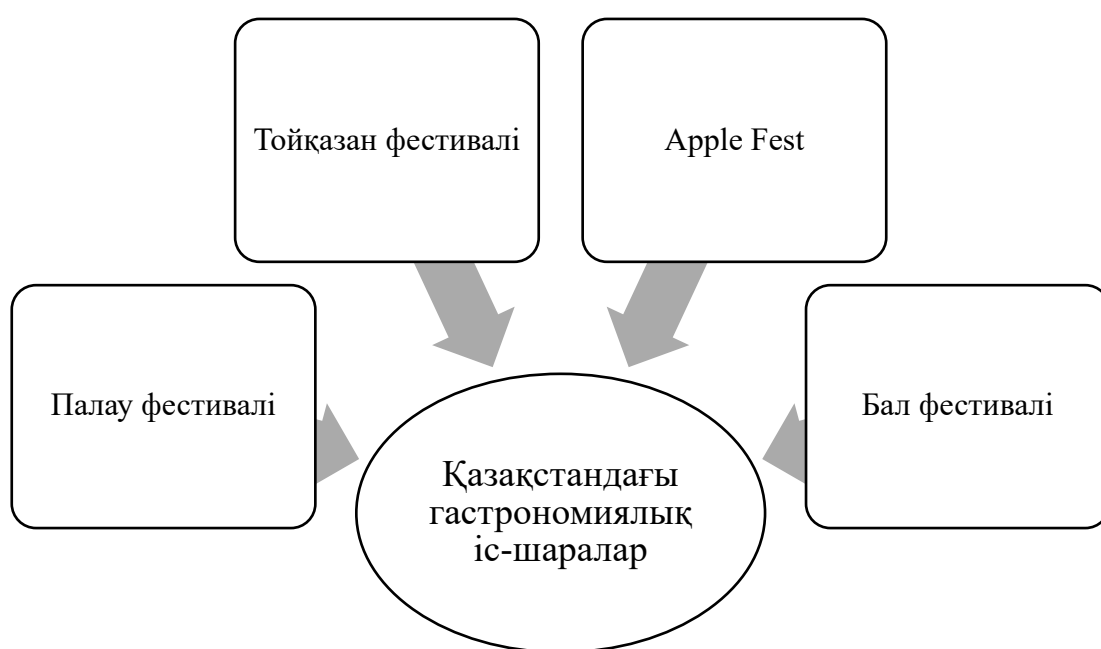 Тойқазан фестивалі
Apple Fest
Палау фестивалі
Бал фестивалі
Қазақстандағы
гастрономиялық
іс-шаралар